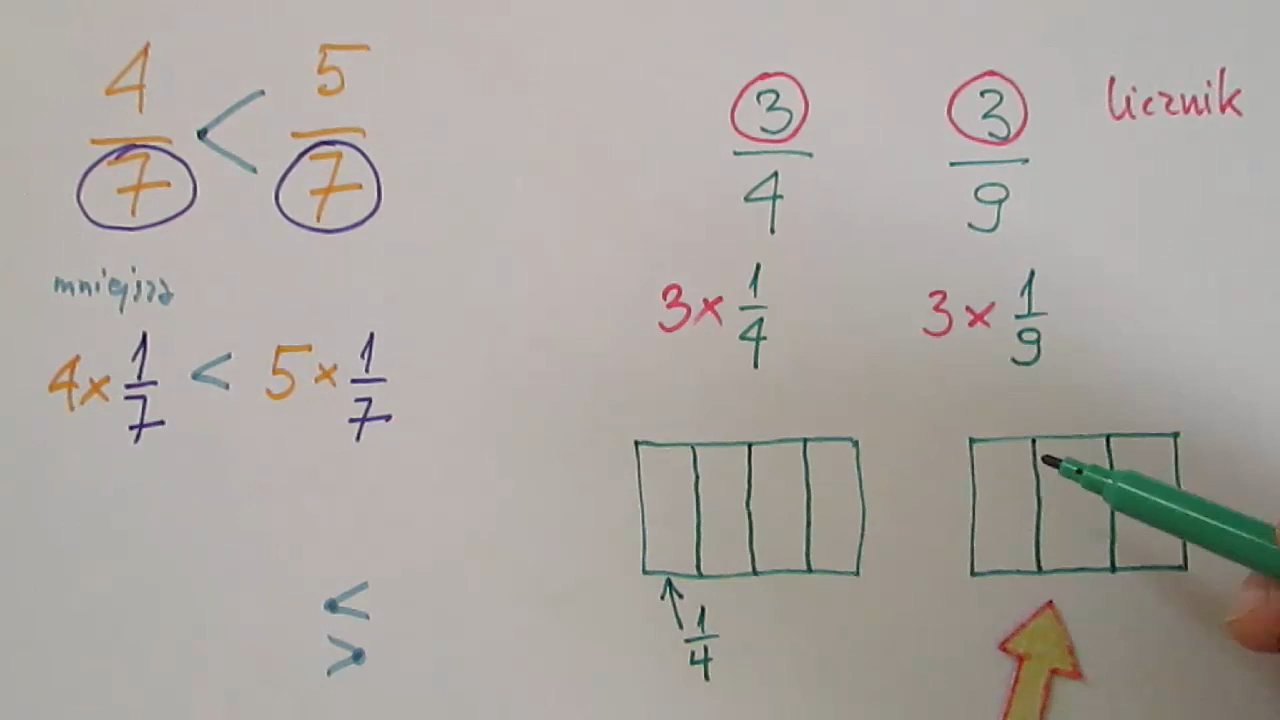 4/7 < 5/7
mniejsza
4 × 1/7 < 5 × 1/7
<
>
3/4 3/9 licznik
3 × 1/4 3 × 1/9
1/4